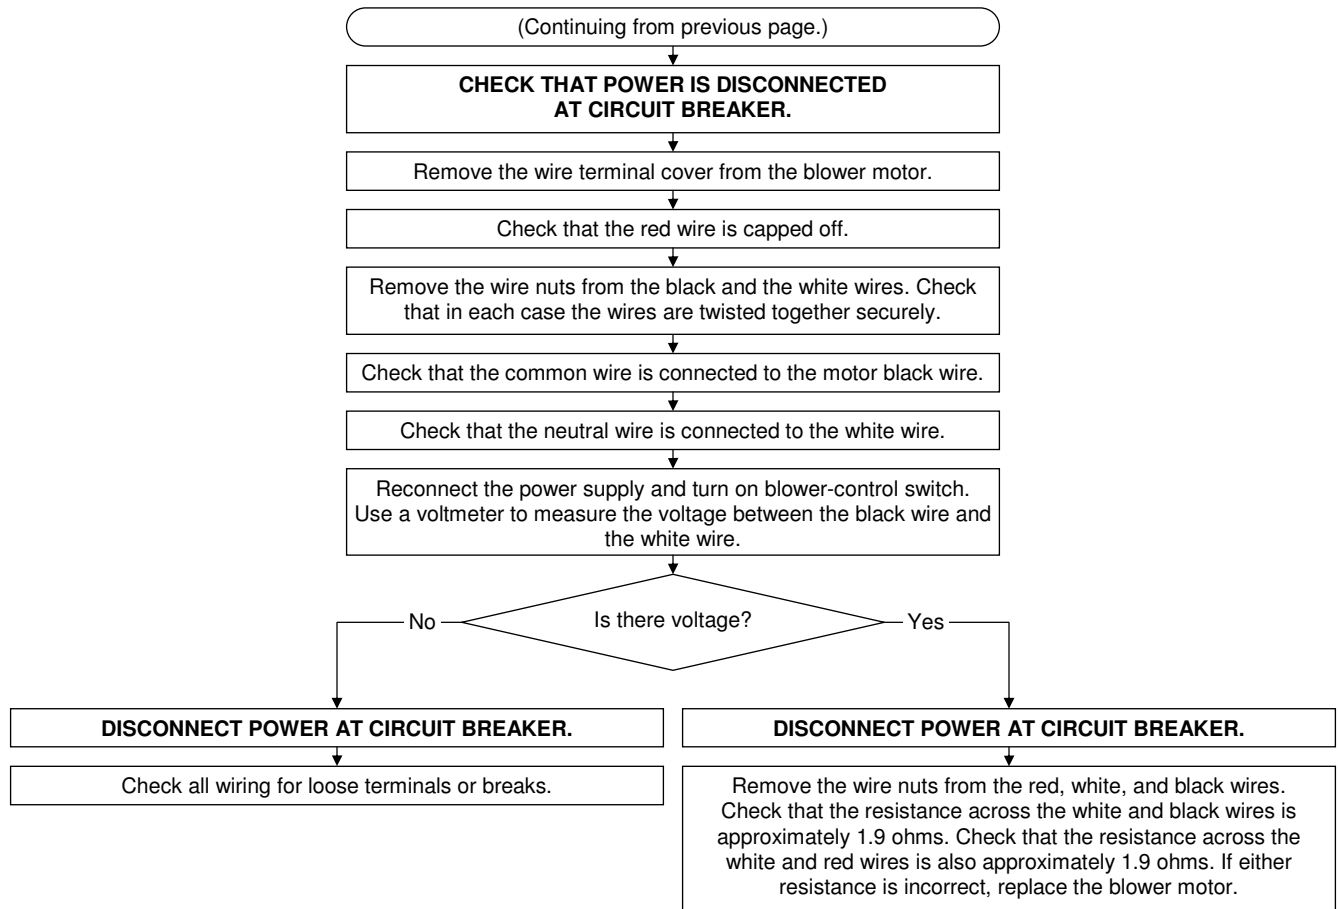 (Continuing from previous page.)
CHECK THAT POWER IS DISCONNECTED
AT CIRCUIT BREAKER.
Remove the wire terminal cover from the blower motor.
Check that the red wire is capped off.
Remove the wire nuts from the black and the white wires. Check
that in each case the wires are twisted together securely.
Check that the common wire is connected to the motor black wire.
Check that the neutral wire is connected to the white wire.
Reconnect the power supply and turn on blower-control switch.
Use a voltmeter to measure the voltage between the black wire and
the white wire.
Is there voltage?
No
Yes
DISCONNECT POWER AT CIRCUIT BREAKER.
Check all wiring for loose terminals or breaks.
DISCONNECT POWER AT CIRCUIT BREAKER.
Remove the wire nuts from the red, white, and black wires.
Check that the resistance across the white and black wires is
approximately 1.9 ohms. Check that the resistance across the
white and red wires is also approximately 1.9 ohms. If either
resistance is incorrect, replace the blower motor.